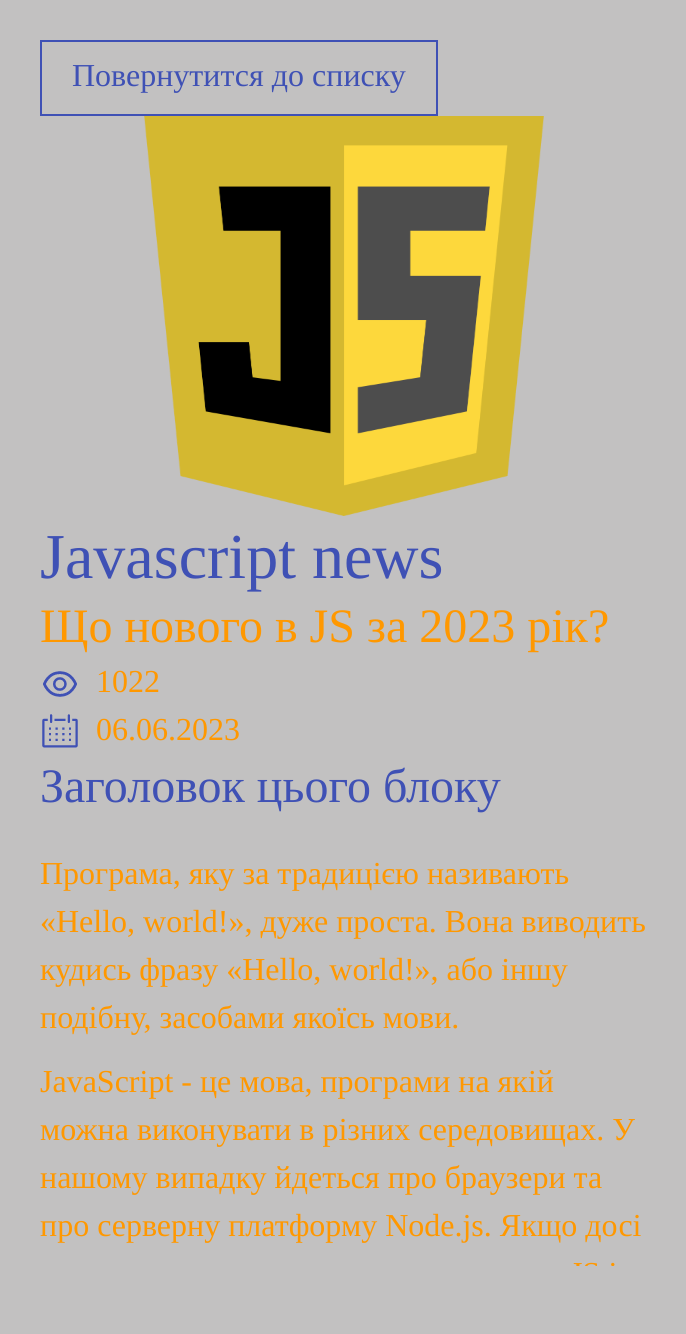 Повернутится до списку
JS
Javascript news
Що нового в JS за 2023 рік?
1022
06.06.2023
Заголовок цього блоку
Програма, яку за традицією називають
«Hello, world!», дуже проста. Вона виводить
кудись фразу «Hello, world!», або іншу
подібну, засобами якоїсь мови.
JavaScript - це мова, програми на якій
можна виконувати в різних середовищах. У
нашому випадку йдеться про браузери та
про серверну платформу Node.js. Якщо досі